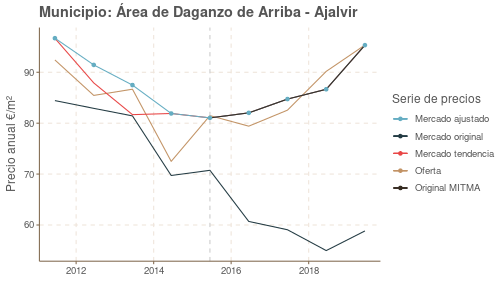 Municipio: Área de Daganzo de Arriba - Ajalvir
Precio anual €/m²
90
80
70
60
2012
2014
2016
2018
Serie de precios
Mercado ajustado
Mercado original
Mercado tendencia
Oferta
Original MITMA